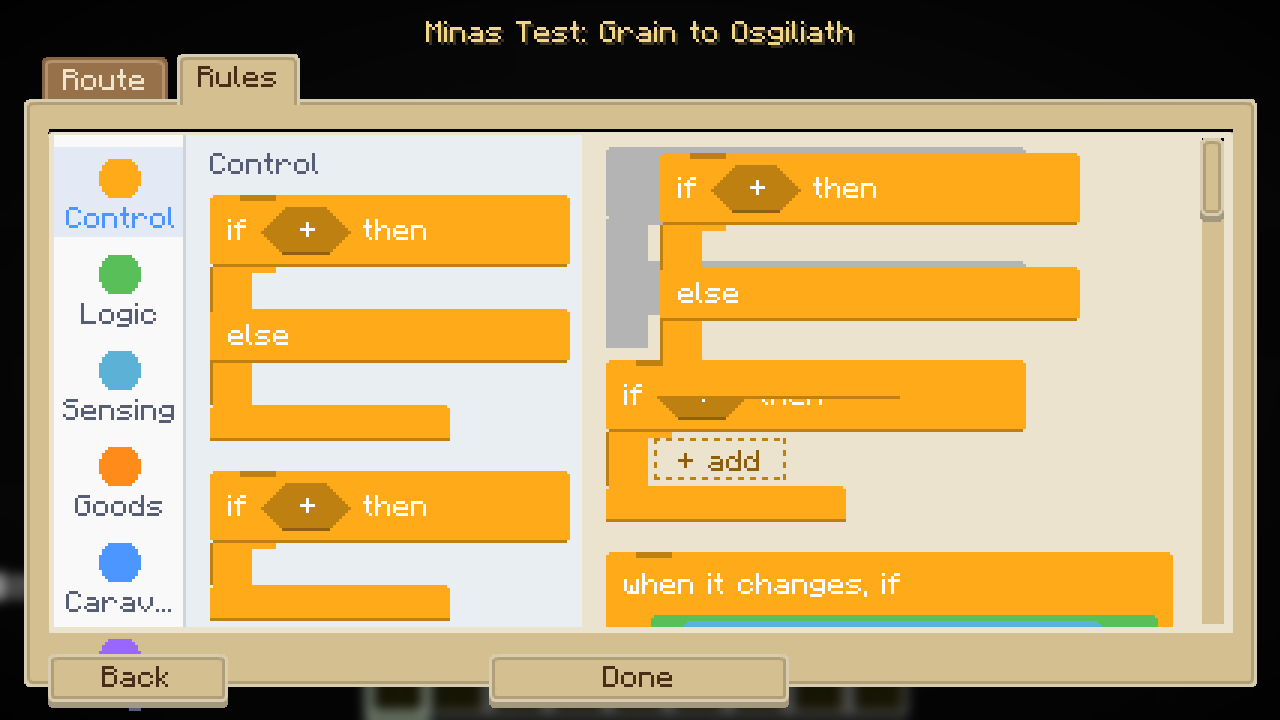 Minas Test: Grain to Osgiliath
Route
Rules
Control
Logic
Sensing
Goods
Carav...
Control
if + then
else
if + then
if + then
else
if then
+ add
when it changes, if
Back
Done